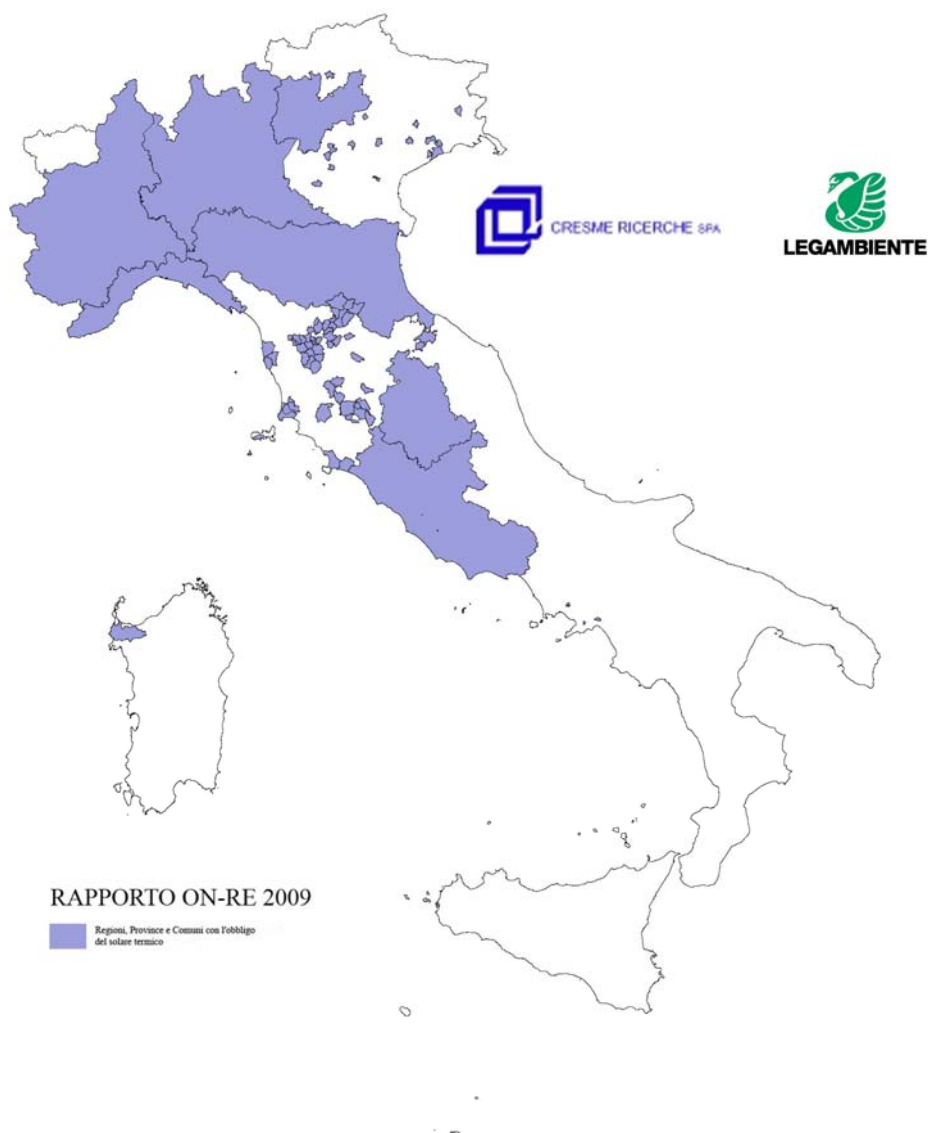 CRESME RICERCHE SPA
LEGAMBIENTE
RAPPORTO ON-RE 2009
Regioni, Province e Comuni con l'obbligo
del solare termico